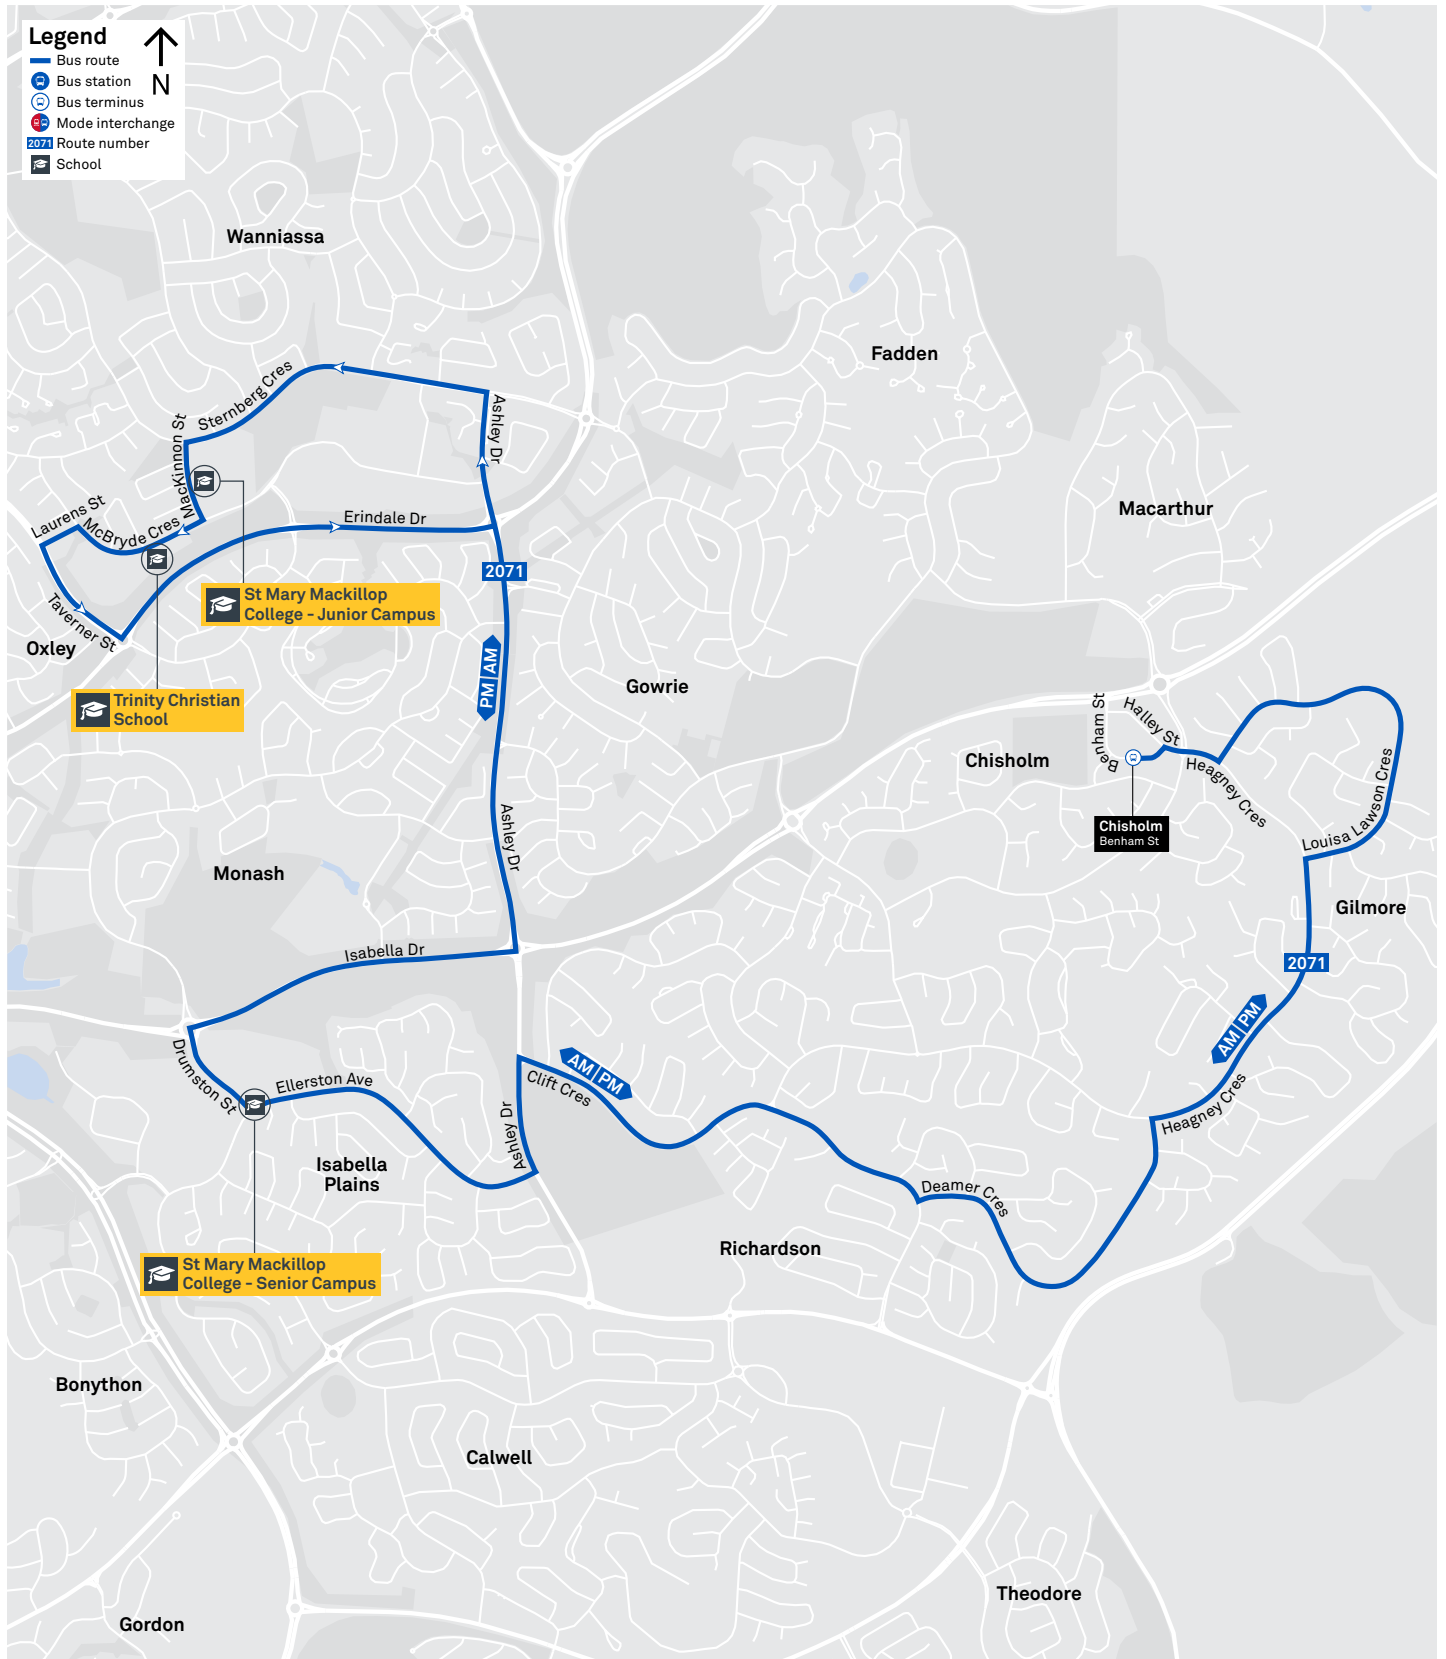 Legend
N
Bus route
Bus station
Bus terminus
Mode interchange
2071 Route number
School
Wanniassa
Fadden
Sternberg Cres
Ashley Dr
MacKinnon St
Laurens St
McBryde Cres
Erindale Dr
Macarthur
2071
St Mary Mackillop
College - Junior Campus
Taverner St
Oxley
PM | AM
Gowrie
Trinity Christian
School
Benham St
Halley St
Chisholm
Heagney Cres
Louisa Lawson Cres
Chisholm
Benham St
Ashley Dr
Monash
Gilmore
Isabella Dr
2071
AM | PM
Drumston St
Ellerston Ave
AM | PM
Clift Cres
Ashley Dr
Heagney Cres
Isabella
Plains
Deamer Cres
Richardson
St Mary Mackillop
College - Senior Campus
Bonython
Calwell
Theodore
Gordon